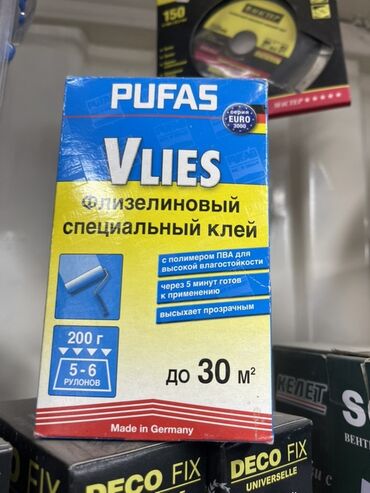 150
PUFAS
серия
EURO
3000
VLIES
Флизелиновый
специальный клей
с полимером ПВА для
высокой влагостойкости
через 5 минут готов
к применению
высыхает прозрачным
200 г
5 - 6
РУЛОНОВ
до 30 м²
Made in Germany
КЕЛЕТ
DECO FIX
DECO FIX
UNIVERSELLE